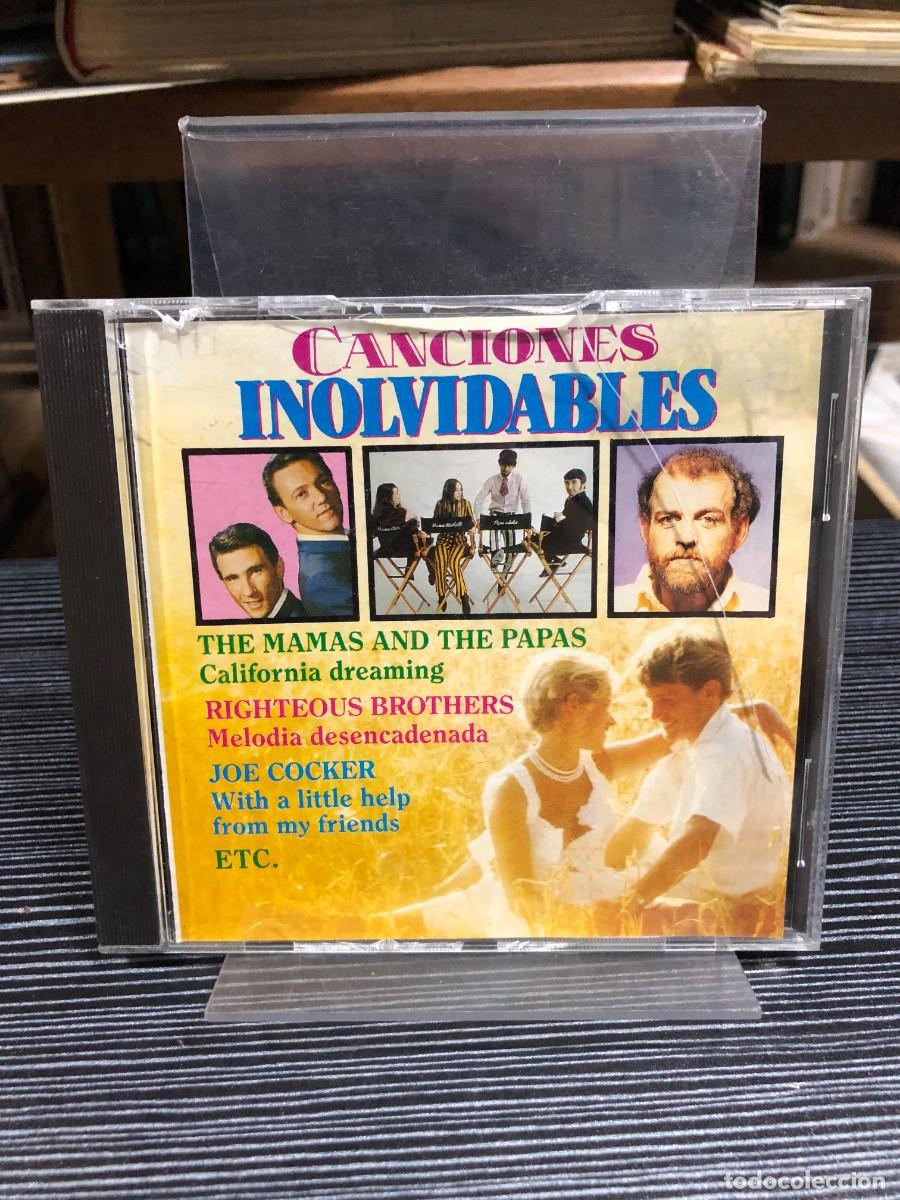 CANCIONES
INOLVIDABLES
THE MAMAS AND THE PAPAS
California dreaming
RIGHTEOUS BROTHERS
Melodia desencadenada
JOE COCKER
With a little help
from my friends
ETC.
todocoleccion